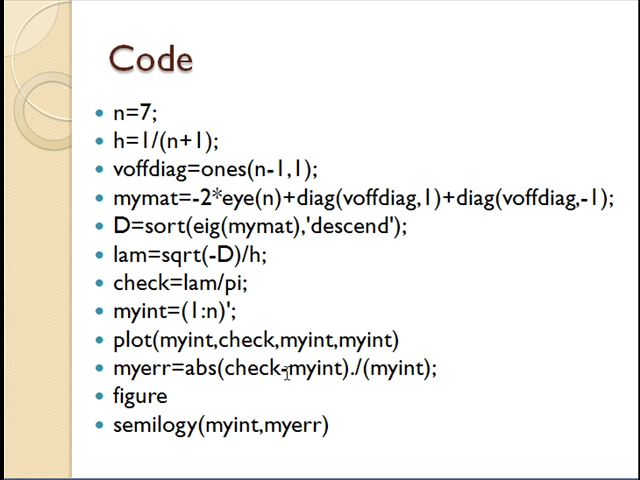 Code
n=7;
h=1/(n+1);
voffdiag=ones(n-1,1);
mymat=-2*eye(n)+diag(voffdiag,1)+diag(voffdiag,-1);
D=sort(eig(mymat),'descend');
lam=sqrt(-D)/h;
check=lam/pi;
myint=(1:n)';
plot(myint,check,myint,myint)
myerr=abs(check-myint)./(myint);
figure
semilogy(myint,myerr)